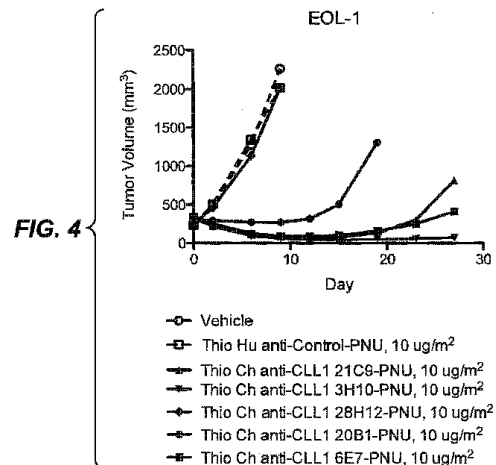 EOL-1
Tumor Volume (mm³)
2500
2000
1500
1000
500
0
0 10 20 30
Day
FIG. 4
Vehicle
Thio Hu anti-Control-PNU, 10 ug/m²
Thio Ch anti-CLL1 21C9-PNU, 10 ug/m²
Thio Ch anti-CLL1 3H10-PNU, 10 ug/m²
Thio Ch anti-CLL1 28H12-PNU, 10 ug/m²
Thio Ch anti-CLL1 20B1-PNU, 10 ug/m²
Thio Ch anti-CLL1 6E7-PNU, 10 ug/m²